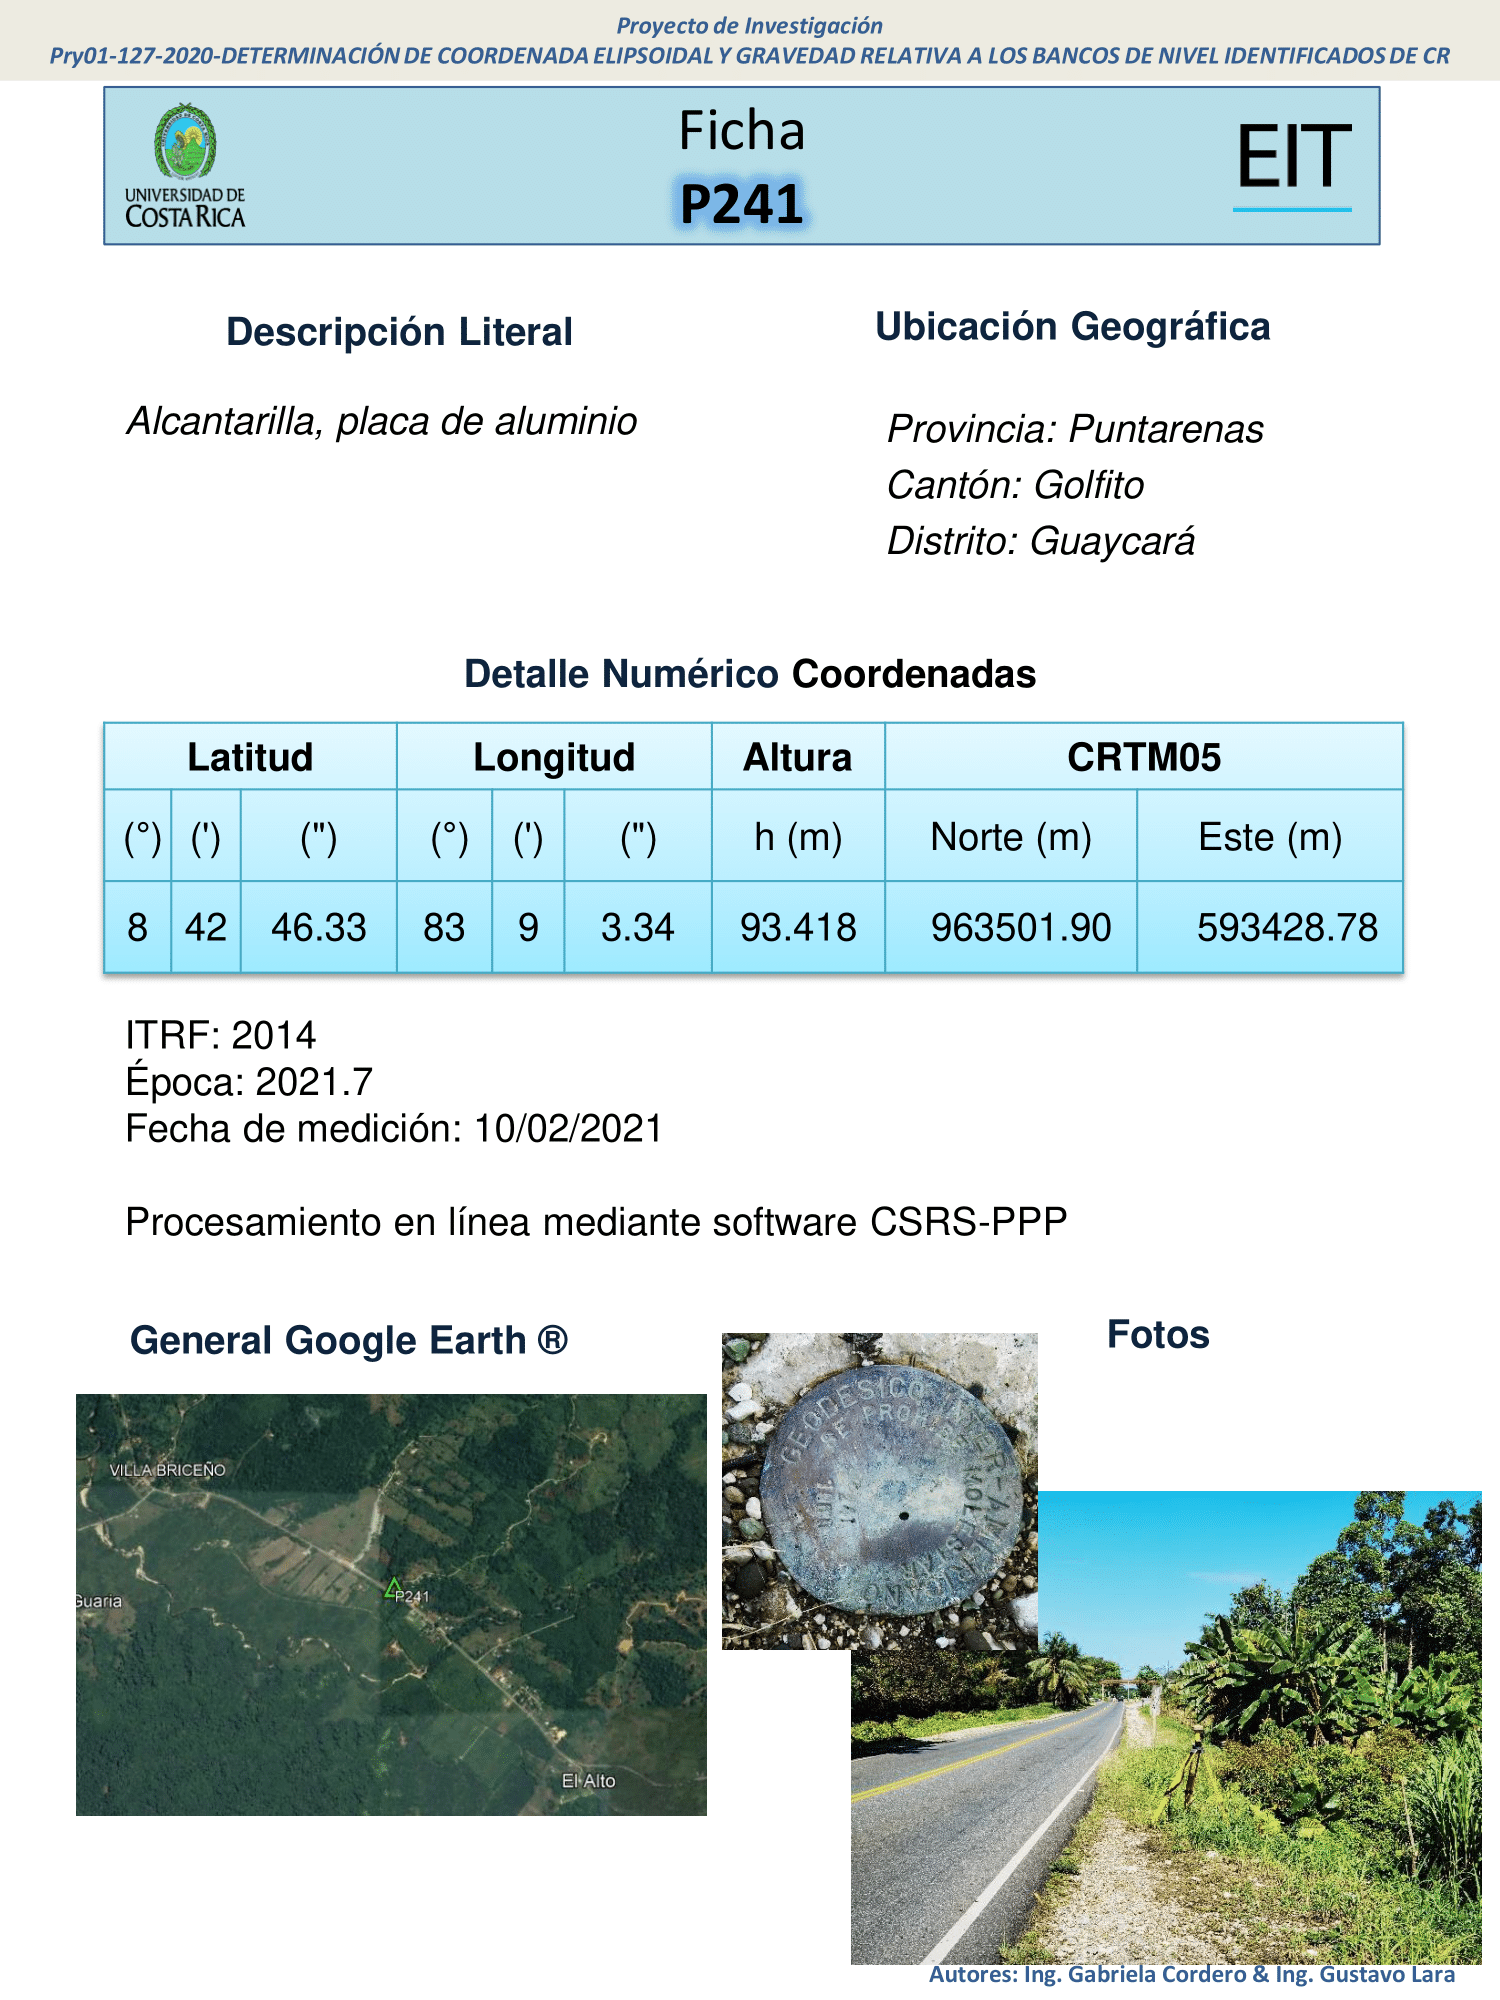 Proyecto de Investigación
Pry01-127-2020-DETERMINACIÓN DE COORDENADA ELIPSOIDAL Y GRAVEDAD RELATIVA A LOS BANCOS DE NIVEL IDENTIFICADOS DE CR
UNIVERSIDAD DE
COSTA RICA
Ficha
P241
EIT
Descripción Literal
Alcantarilla, placa de aluminio
Ubicación Geográfica
Provincia: Puntarenas
Cantón: Golfito
Distrito: Guaycará
Detalle Numérico Coordenadas
Latitud Longitud Altura CRTM05
(°) (') (") (°) (') (") h (m) Norte (m) Este (m)
8 42 46.33 83 9 3.34 93.418 963501.90 593428.78
ITRF: 2014
Época: 2021.7
Fecha de medición: 10/02/2021
Procesamiento en línea mediante software CSRS-PPP
General Google Earth ®
VILLA BRICEÑO
Guaria
P241
El Alto
Fotos
GEODESICO
Autores: Ing. Gabriela Cordero & Ing. Gustavo Lara